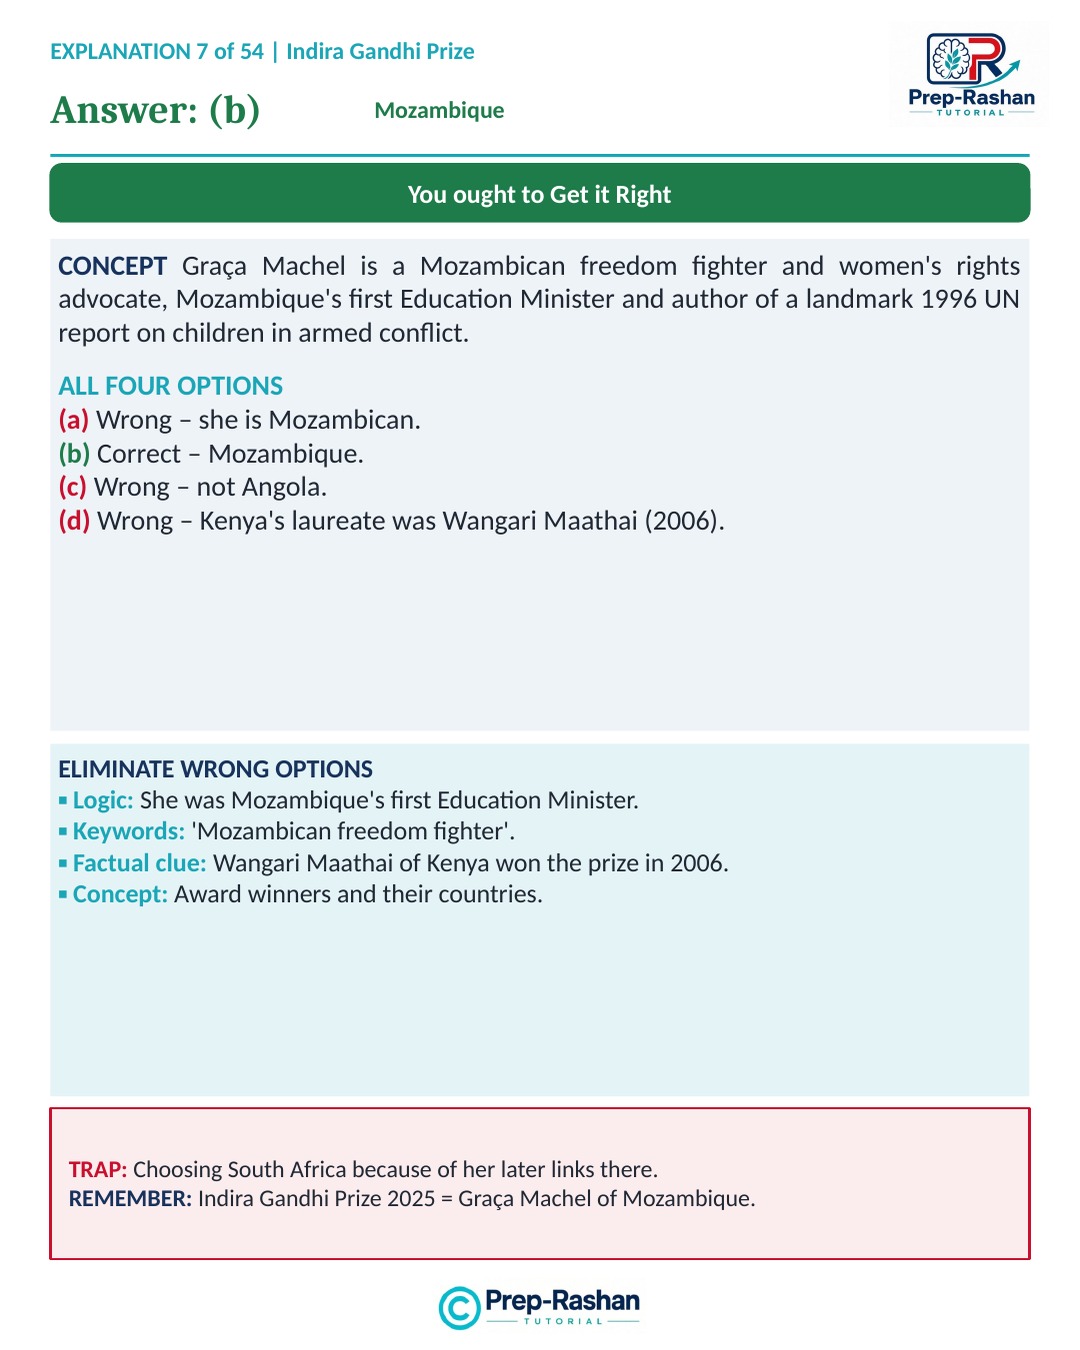 EXPLANATION 7 of 54 | Indira Gandhi Prize
Prep-Rashan
TUTORIAL
Answer: (b) Mozambique
You ought to Get it Right
CONCEPT Graça Machel is a Mozambican freedom fighter and women's rights
advocate, Mozambique's first Education Minister and author of a landmark 1996 UN
report on children in armed conflict.
ALL FOUR OPTIONS
(a) Wrong – she is Mozambican.
(b) Correct – Mozambique.
(c) Wrong – not Angola.
(d) Wrong – Kenya's laureate was Wangari Maathai (2006).
ELIMINATE WRONG OPTIONS
▪ Logic: She was Mozambique's first Education Minister.
▪ Keywords: 'Mozambican freedom fighter'.
▪ Factual clue: Wangari Maathai of Kenya won the prize in 2006.
▪ Concept: Award winners and their countries.
TRAP: Choosing South Africa because of her later links there.
REMEMBER: Indira Gandhi Prize 2025 = Graça Machel of Mozambique.
© Prep-Rashan
TUTORIAL